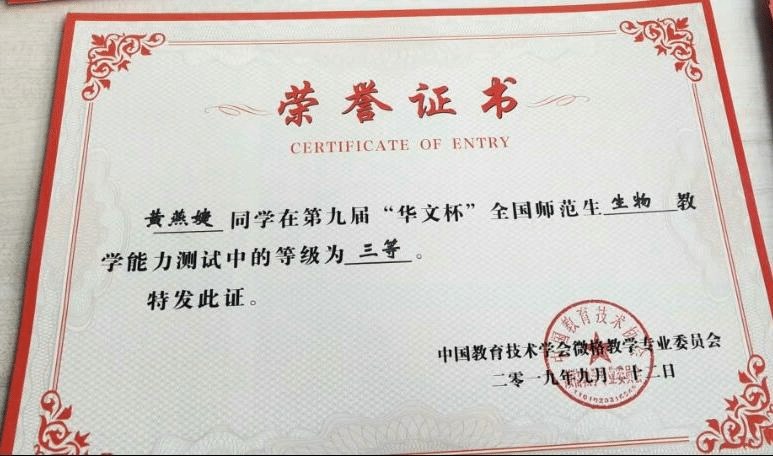 荣誉证书
CERTIFICATE OF ENTRY
黄燕婕 同学在第九届“华文杯”全国师范生生物教
学能力测试中的等级为三等。
特发此证。
中国教育技术学会微格教学专业委员会
二零一九年九月二十二日